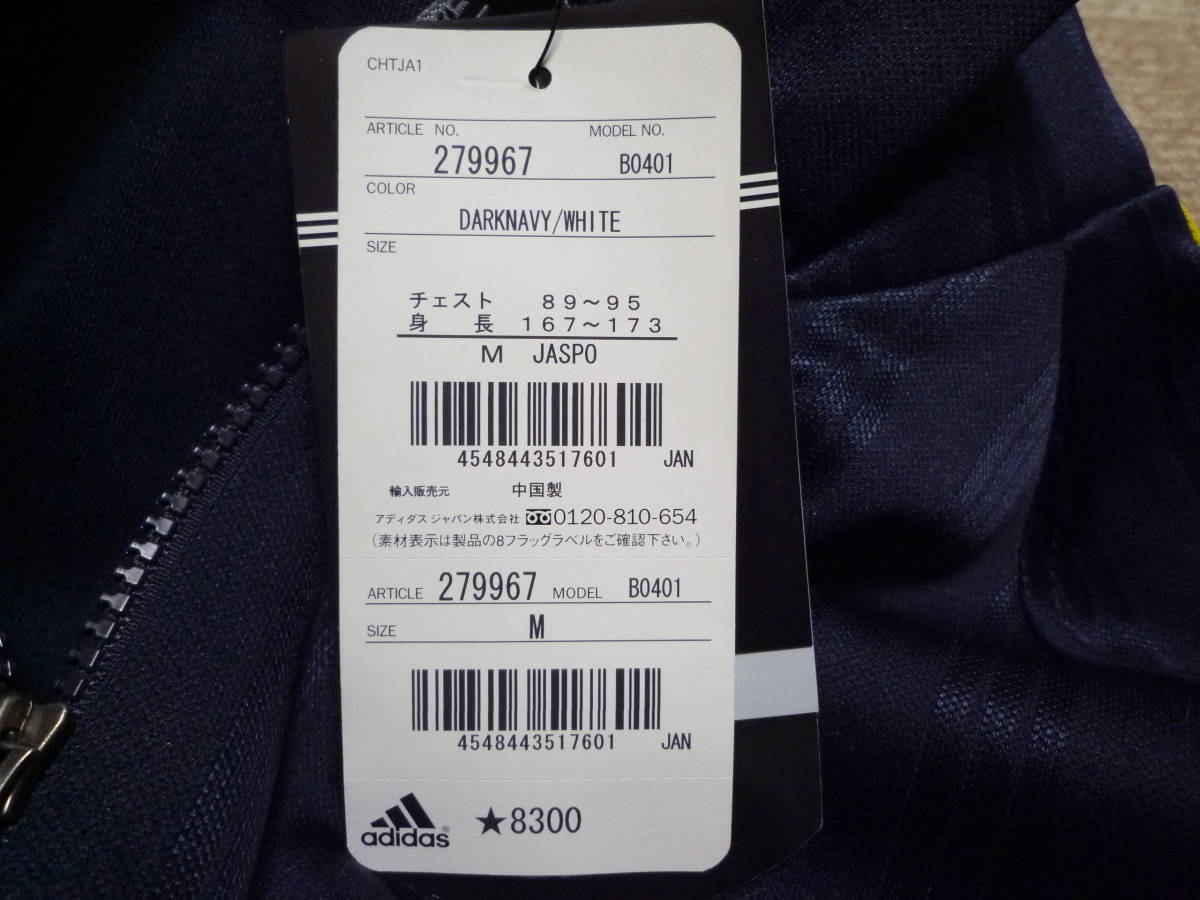 CHTJA1
ARTICLE NO. MODEL NO.
279967 B0401
COLOR
DARKNAVY/WHITE
SIZE
チェスト 89～95
身長 167～173
M JASPO
4548443517601 JAN
輸入販売元 中国製
アディダス ジャパン株式会社 0120-810-654
(素材表示は製品の8フラッグラベルをご確認下さい。)
ARTICLE 279967 MODEL B0401
SIZE M
4548443517601 JAN
adidas® ★8300